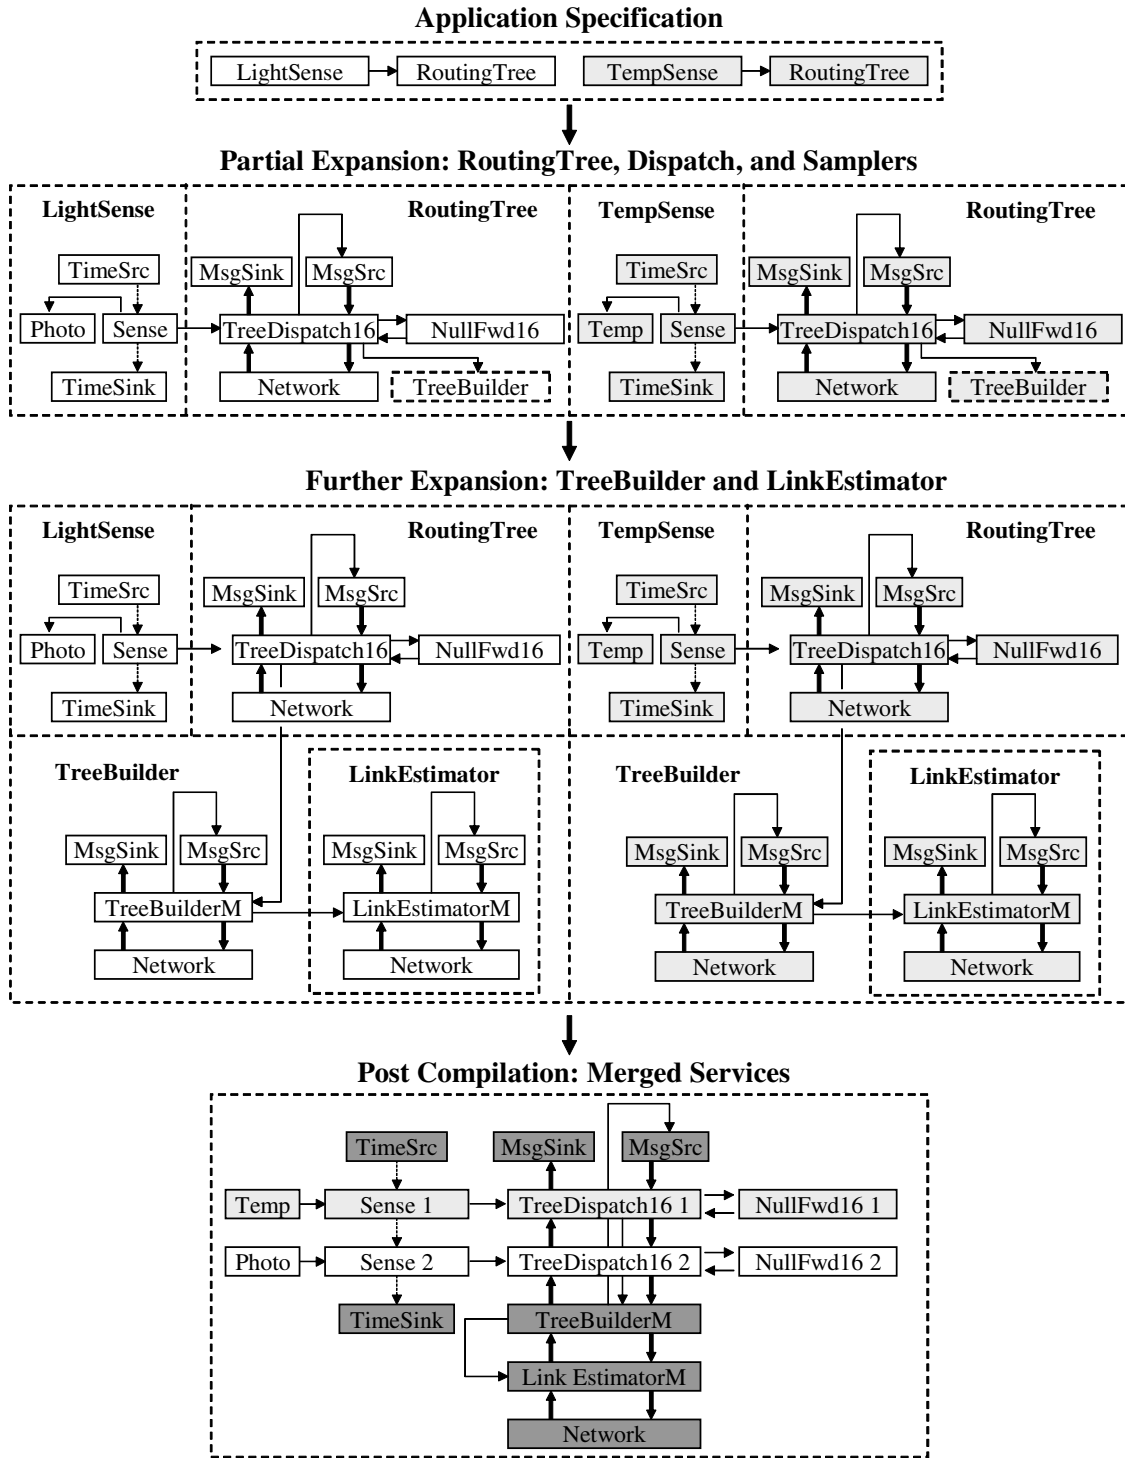 Application Specification
LightSense RoutingTree TempSense RoutingTree
Partial Expansion: RoutingTree, Dispatch, and Samplers
LightSense RoutingTree TempSense RoutingTree
TimeSrc MsgSink MsgSrc TimeSrc MsgSink MsgSrc
Photo Sense TreeDispatch16 NullFwd16 Temp Sense TreeDispatch16 NullFwd16
TimeSink Network TreeBuilder TimeSink Network TreeBuilder
Further Expansion: TreeBuilder and LinkEstimator
LightSense RoutingTree TempSense RoutingTree
TimeSrc MsgSink MsgSrc TimeSrc MsgSink MsgSrc
Photo Sense TreeDispatch16 NullFwd16 Temp Sense TreeDispatch16 NullFwd16
TimeSink Network TimeSink Network
TreeBuilder LinkEstimator TreeBuilder LinkEstimator
MsgSink MsgSrc MsgSink MsgSrc MsgSink MsgSrc MsgSink MsgSrc
TreeBuilderM LinkEstimatorM TreeBuilderM LinkEstimatorM
Network Network Network Network
Post Compilation: Merged Services
TimeSrc MsgSink MsgSrc
Temp Sense 1 TreeDispatch16 1 NullFwd16 1
Photo Sense 2 TreeDispatch16 2 NullFwd16 2
TimeSink TreeBuilderM
Link EstimatorM
Network